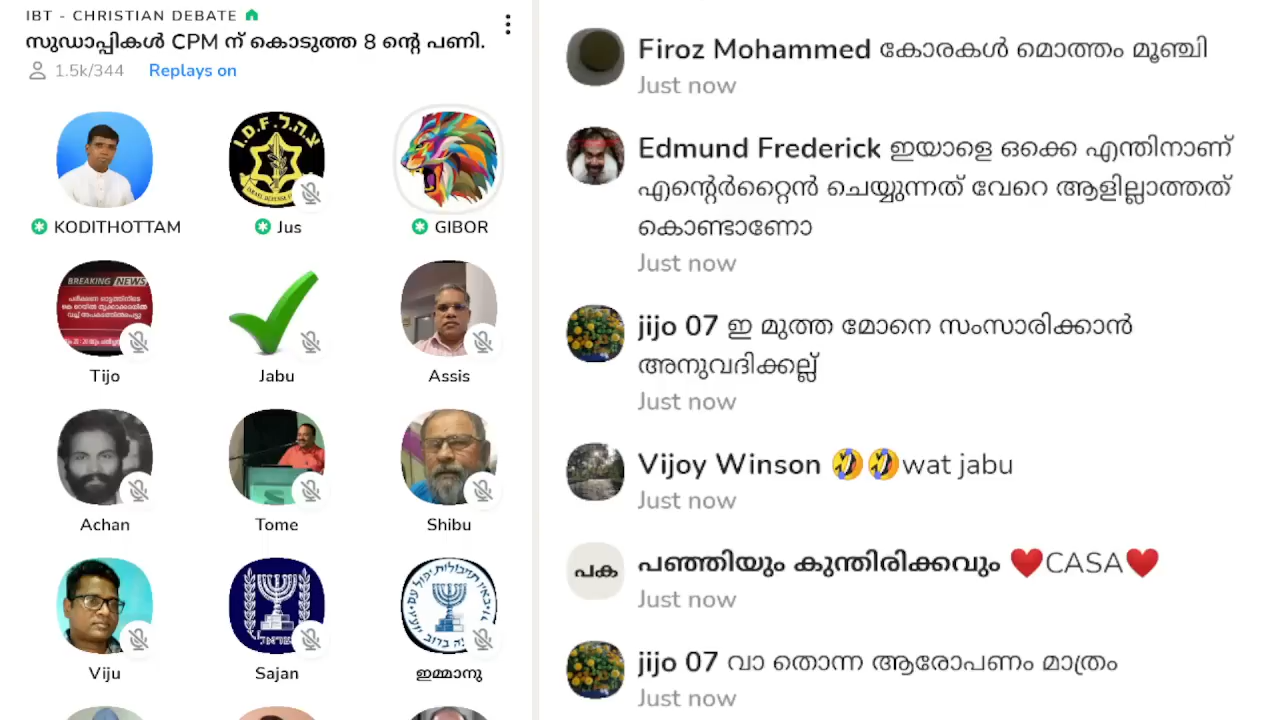 IBT - CHRISTIAN DEBATE
സുഡാപ്പികൾ CPM ന് കൊടുത്ത 8 ന്റെ പണി.
1.5k/344 Replays on
I.D.F. צ.ה.ל.
KODITHOTTAM
Jus
GIBOR
BREAKING NEWS
Tijo
Jabu
Assis
Achan
Tome
Shibu
ישראל
Viju
Sajan
ഇമ്മാനു
Firoz Mohammed കോരകൾ മൊത്തം മൂഞ്ചി
Just now
Edmund Frederick ഇയാളെ ഒക്കെ എന്തിനാണ്
എന്റെർറ്റൈൻ ചെയ്യുന്നത് വേറെ ആളില്ലാത്തത്
കൊണ്ടാണോ
Just now
jijo 07 ഇ മുത്ത മോനെ സംസാരിക്കാൻ
അനുവദിക്കല്ല്
Just now
Vijoy Winson 🤣🤣wat jabu
Just now
പക
പഞ്ഞിയും കുന്തിരിക്കവും ❤️CASA❤️
Just now
jijo 07 വാ തൊന്ന ആരോപണം മാത്രം
Just now